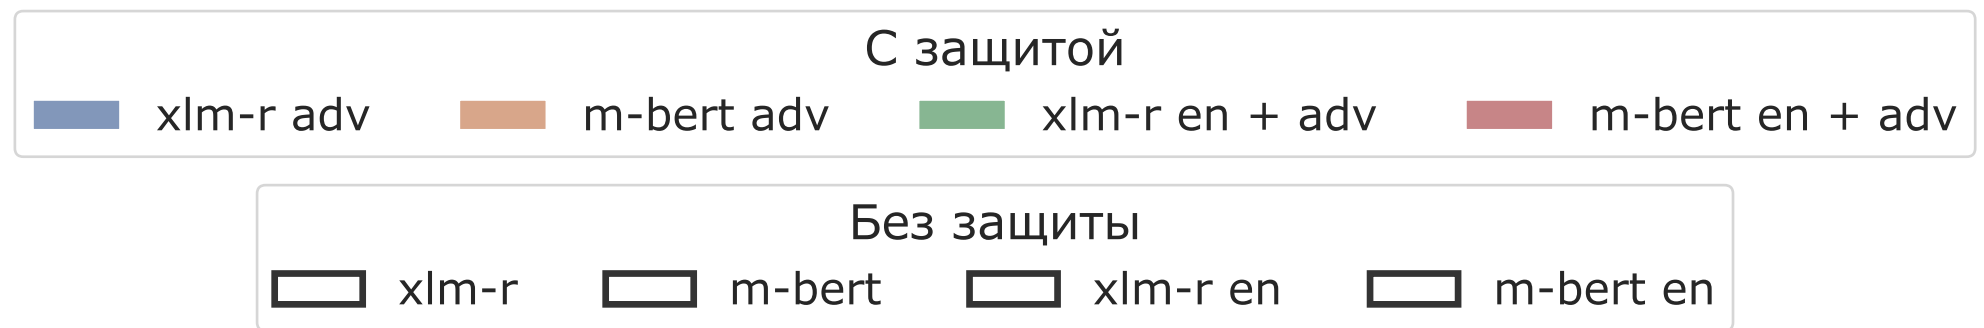 С защитой
xlm-r adv m-bert adv xlm-r en + adv m-bert en + adv
Без защиты
xlm-r m-bert xlm-r en m-bert en